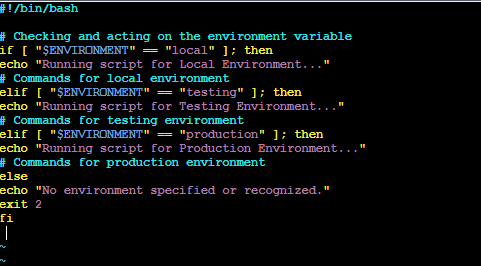 #!/bin/bash
# Checking and acting on the environment variable
if [ "$ENVIRONMENT" == "local" ]; then
echo "Running script for Local Environment..."
# Commands for local environment
elif [ "$ENVIRONMENT" == "testing" ]; then
echo "Running script for Testing Environment..."
# Commands for testing environment
elif [ "$ENVIRONMENT" == "production" ]; then
echo "Running script for Production Environment..."
# Commands for production environment
else
echo "No environment specified or recognized."
exit 2
fi
~
~